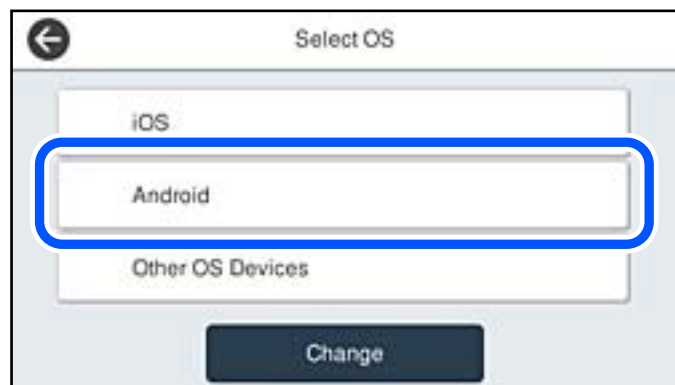 Select OS
iOS
Android
Other OS Devices
Change